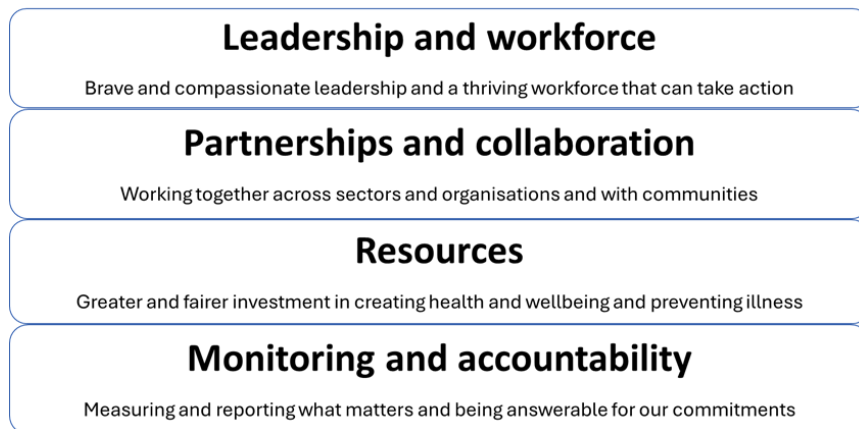 Leadership and workforce
Brave and compassionate leadership and a thriving workforce that can take action
Partnerships and collaboration
Working together across sectors and organisations and with communities
Resources
Greater and fairer investment in creating health and wellbeing and preventing illness
Monitoring and accountability
Measuring and reporting what matters and being answerable for our commitments